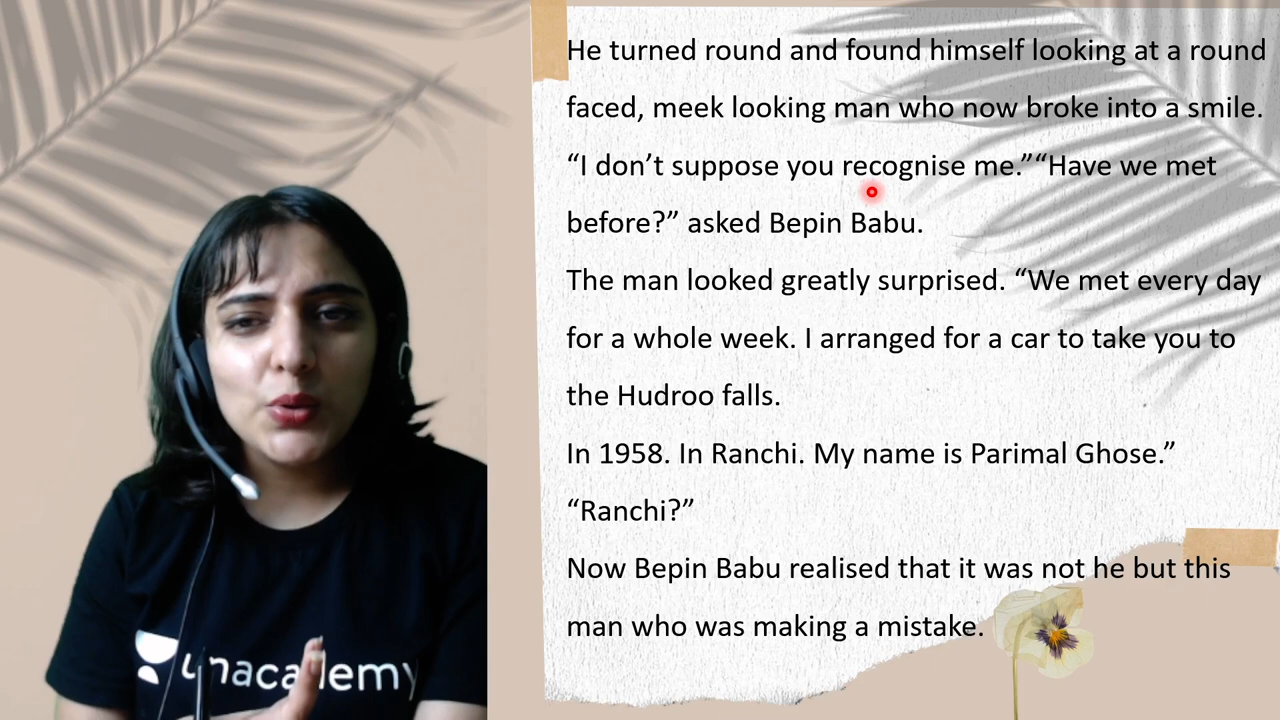 He turned round and found himself looking at a round
faced, meek looking man who now broke into a smile.
“I don’t suppose you recognise me.”“Have we met
before?” asked Bepin Babu.
The man looked greatly surprised. “We met every day
for a whole week. I arranged for a car to take you to
the Hudroo falls.
In 1958. In Ranchi. My name is Parimal Ghose.”
“Ranchi?”
Now Bepin Babu realised that it was not he but this
man who was making a mistake.
unacademy